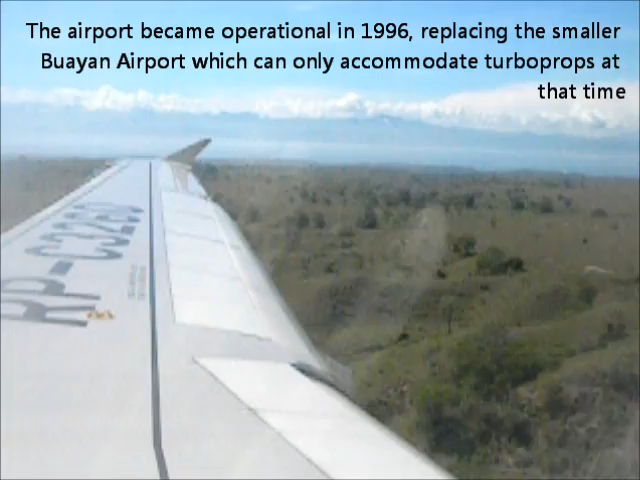 The airport became operational in 1996, replacing the smaller
Buayan Airport which can only accommodate turboprops at
that time
RP-C3269